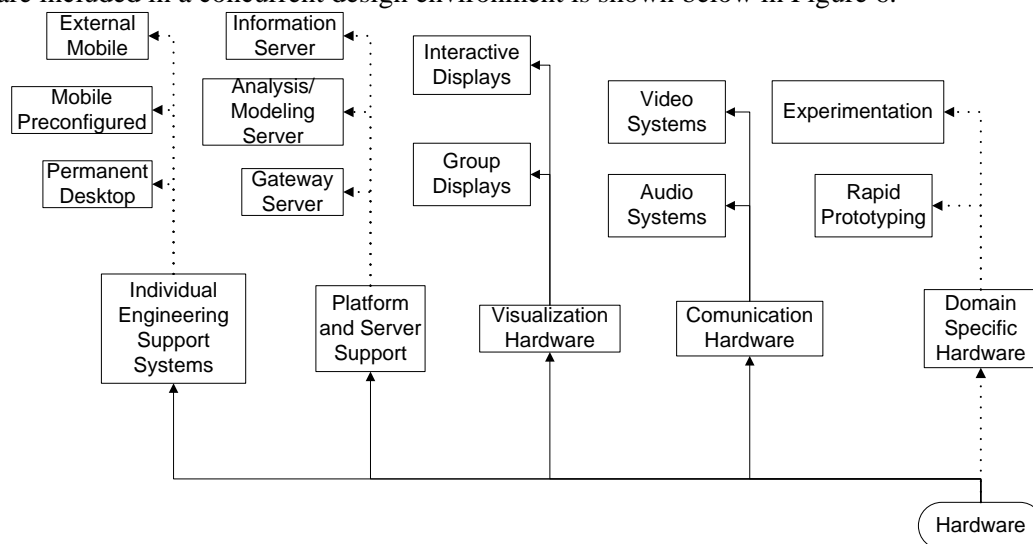 are included in a concurrent design environment is shown below in Figure 6.
External
Mobile
Information
Server
Interactive
Displays
Mobile
Preconfigured
Analysis/
Modeling
Server
Video
Systems
Experimentation
Permanent
Desktop
Gateway
Server
Group
Displays
Audio
Systems
Rapid
Prototyping
Individual
Engineering
Support
Systems
Platform
and Server
Support
Visualization
Hardware
Comunication
Hardware
Domain
Specific
Hardware
Hardware